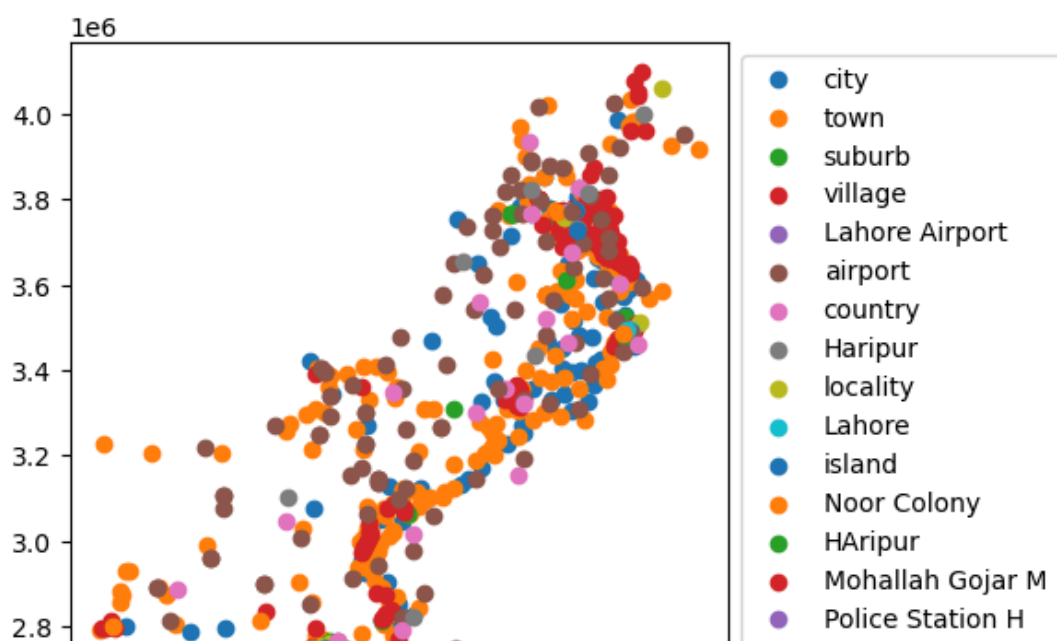 1e6
4.0
3.8
3.6
3.4
3.2
3.0
2.8
city
town
suburb
village
Lahore Airport
airport
country
Haripur
locality
Lahore
island
Noor Colony
HAripur
Mohallah Gojar M
Police Station H